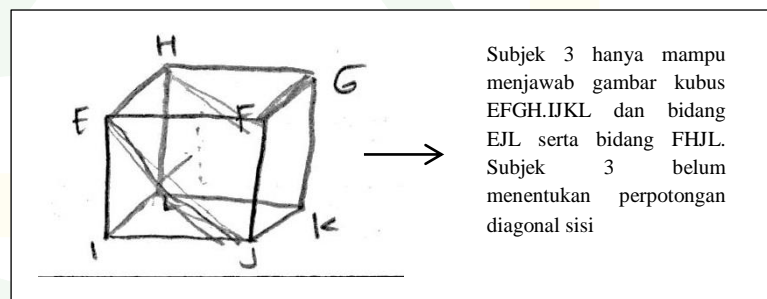 H
G
E
F
I
J
K
Subjek 3 hanya mampu
menjawab gambar kubus
EFGH.IJKL dan bidang
EJL serta bidang FHJL.
Subjek 3 belum
menentukan perpotongan
diagonal sisi